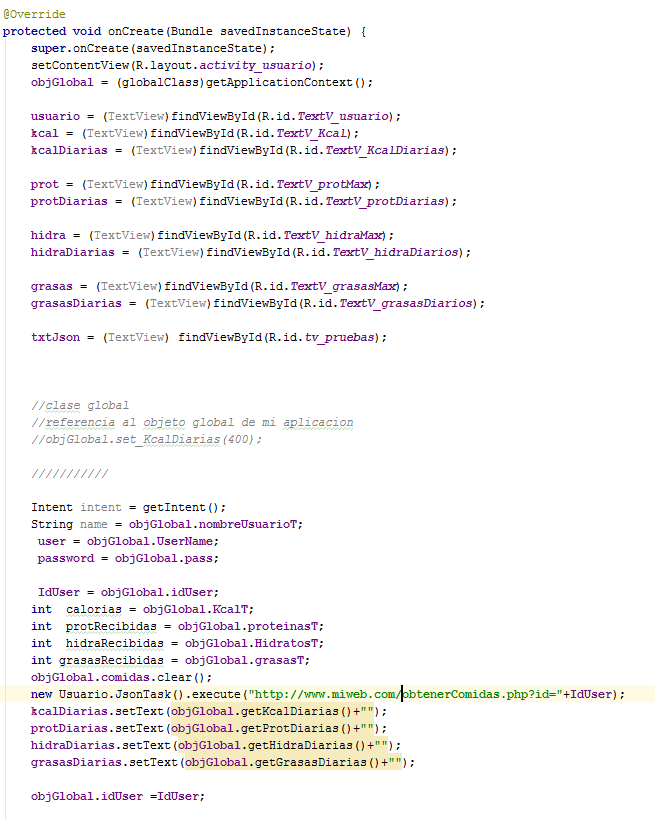 @Override
protected void onCreate(Bundle savedInstanceState) {
super.onCreate(savedInstanceState);
setContentView(R.layout.activity_usuario);
objGlobal = (globalClass)getApplicationContext();
usuario = (TextView)findViewById(R.id.TextV_usuario);
kcal = (TextView)findViewById(R.id.TextV_Kcal);
kcalDiarias = (TextView)findViewById(R.id.TextV_KcalDiarias);
prot = (TextView)findViewById(R.id.TextV_protMax);
protDiarias = (TextView)findViewById(R.id.TextV_protDiarias);
hidra = (TextView)findViewById(R.id.TextV_hidraMax);
hidraDiarias = (TextView)findViewById(R.id.TextV_hidraDiarios);
grasas = (TextView)findViewById(R.id.TextV_grasasMax);
grasasDiarias = (TextView)findViewById(R.id.TextV_grasasDiarios);
txtJson = (TextView) findViewById(R.id.tv_pruebas);
//clase global
//referencia al objeto global de mi aplicacion
//objGlobal.set_KcalDiarias(400);
///////////
Intent intent = getIntent();
String name = objGlobal.nombreUsuarioT;
user = objGlobal.UserName;
password = objGlobal.pass;
IdUser = objGlobal.idUser;
int  calorias = objGlobal.KcalT;
int  protRecibidas = objGlobal.proteinasT;
int  hidraRecibidas = objGlobal.HidratosT;
int grasasRecibidas = objGlobal.grasasT;
objGlobal.comidas.clear();
new Usuario.JsonTask().execute("http://www.miweb.com/obtenerComidas.php?id="+IdUser);
kcalDiarias.setText(objGlobal.getKcalDiarias()+"");
protDiarias.setText(objGlobal.getProtDiarias()+"");
hidraDiarias.setText(objGlobal.getHidraDiarias()+"");
grasasDiarias.setText(objGlobal.getGrasasDiarias()+"");
objGlobal.idUser =IdUser;